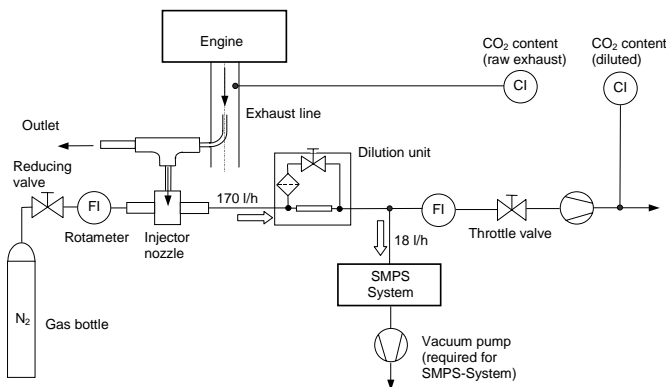 Engine
CO₂ content
(raw exhaust)
CO₂ content
(diluted)
CI
CI
Exhaust line
Outlet
Reducing
valve
Dilution unit
FI
170 l/h
FI
Rotameter
Injector
nozzle
Throttle valve
18 l/h
N₂
Gas bottle
SMPS
System
Vacuum pump
(required for
SMPS-System)